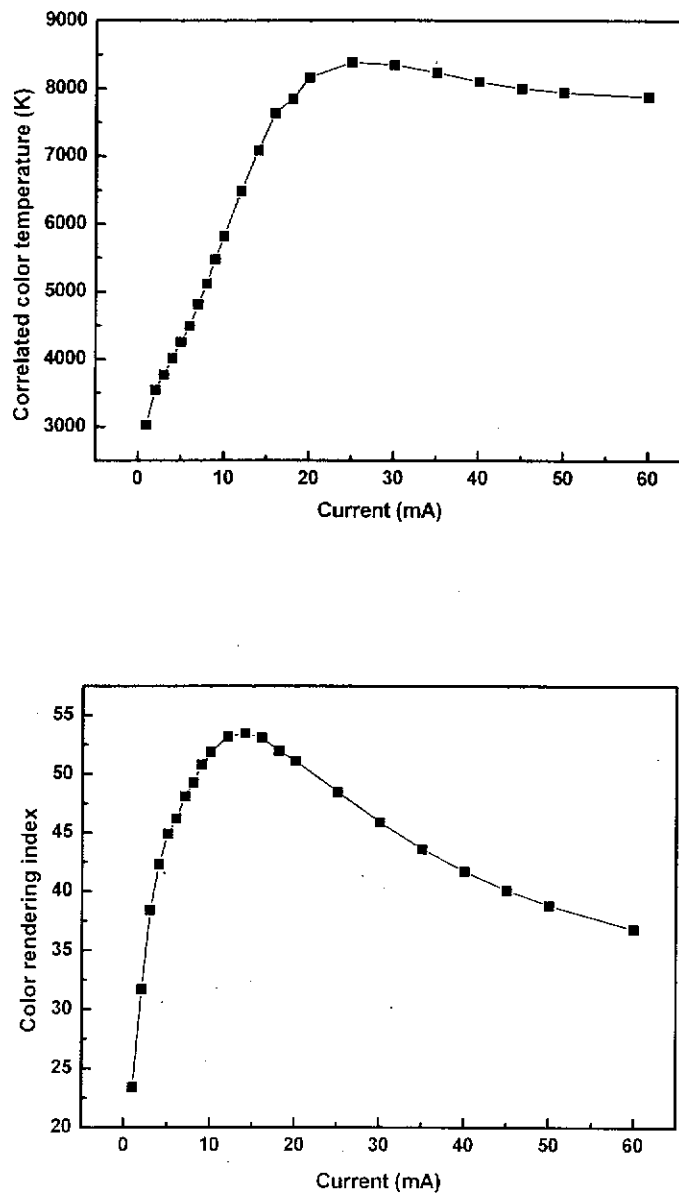 9000
8000
7000
6000
5000
4000
3000
Correlated color temperature (K)
0 10 20 30 40 50 60
Current (mA)
55
50
45
40
35
30
25
20
Color rendering index
0 10 20 30 40 50 60
Current (mA)